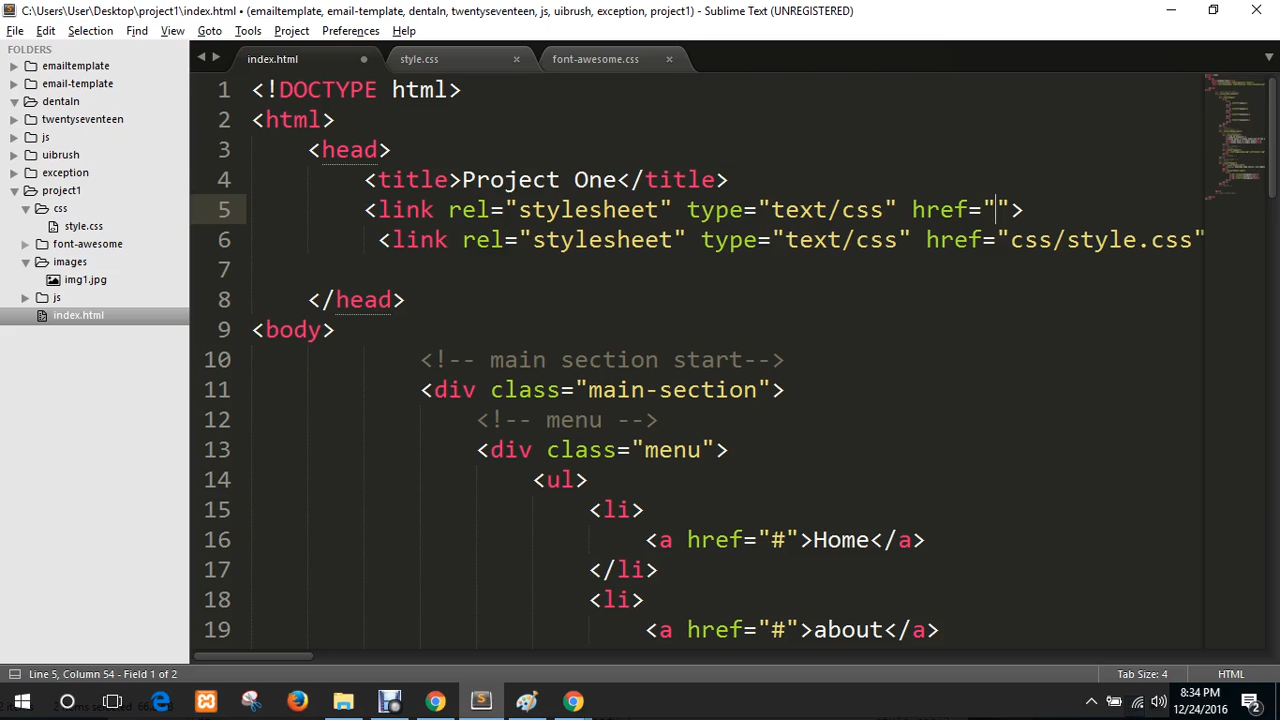 C:\Users\User\Desktop\project1\index.html • (emailtemplate, email-template, dentaln, twentyseventeen, js, uibrush, exception, project1) - Sublime Text (UNREGISTERED)
File Edit Selection Find View Goto Tools Project Preferences Help
FOLDERS
emailtemplate
email-template
dentaln
twentyseventeen
js
uibrush
exception
project1
css
style.css
font-awesome
images
img1.jpg
js
index.html
index.html style.css font-awesome.css
1 <!DOCTYPE html>
2 <html>
3 <head>
4 <title>Project One</title>
5 <link rel="stylesheet" type="text/css" href="">
6 <link rel="stylesheet" type="text/css" href="css/style.css"
7
8 </head>
9 <body>
10 <!-- main section start-->
11 <div class="main-section">
12 <!-- menu -->
13 <div class="menu">
14 <ul>
15 <li>
16 <a href="#">Home</a>
17 </li>
18 <li>
19 <a href="#">about</a>
Line 5, Column 54 - Field 1 of 2
Tab Size: 4 HTML
8:34 PM
12/24/2016
2